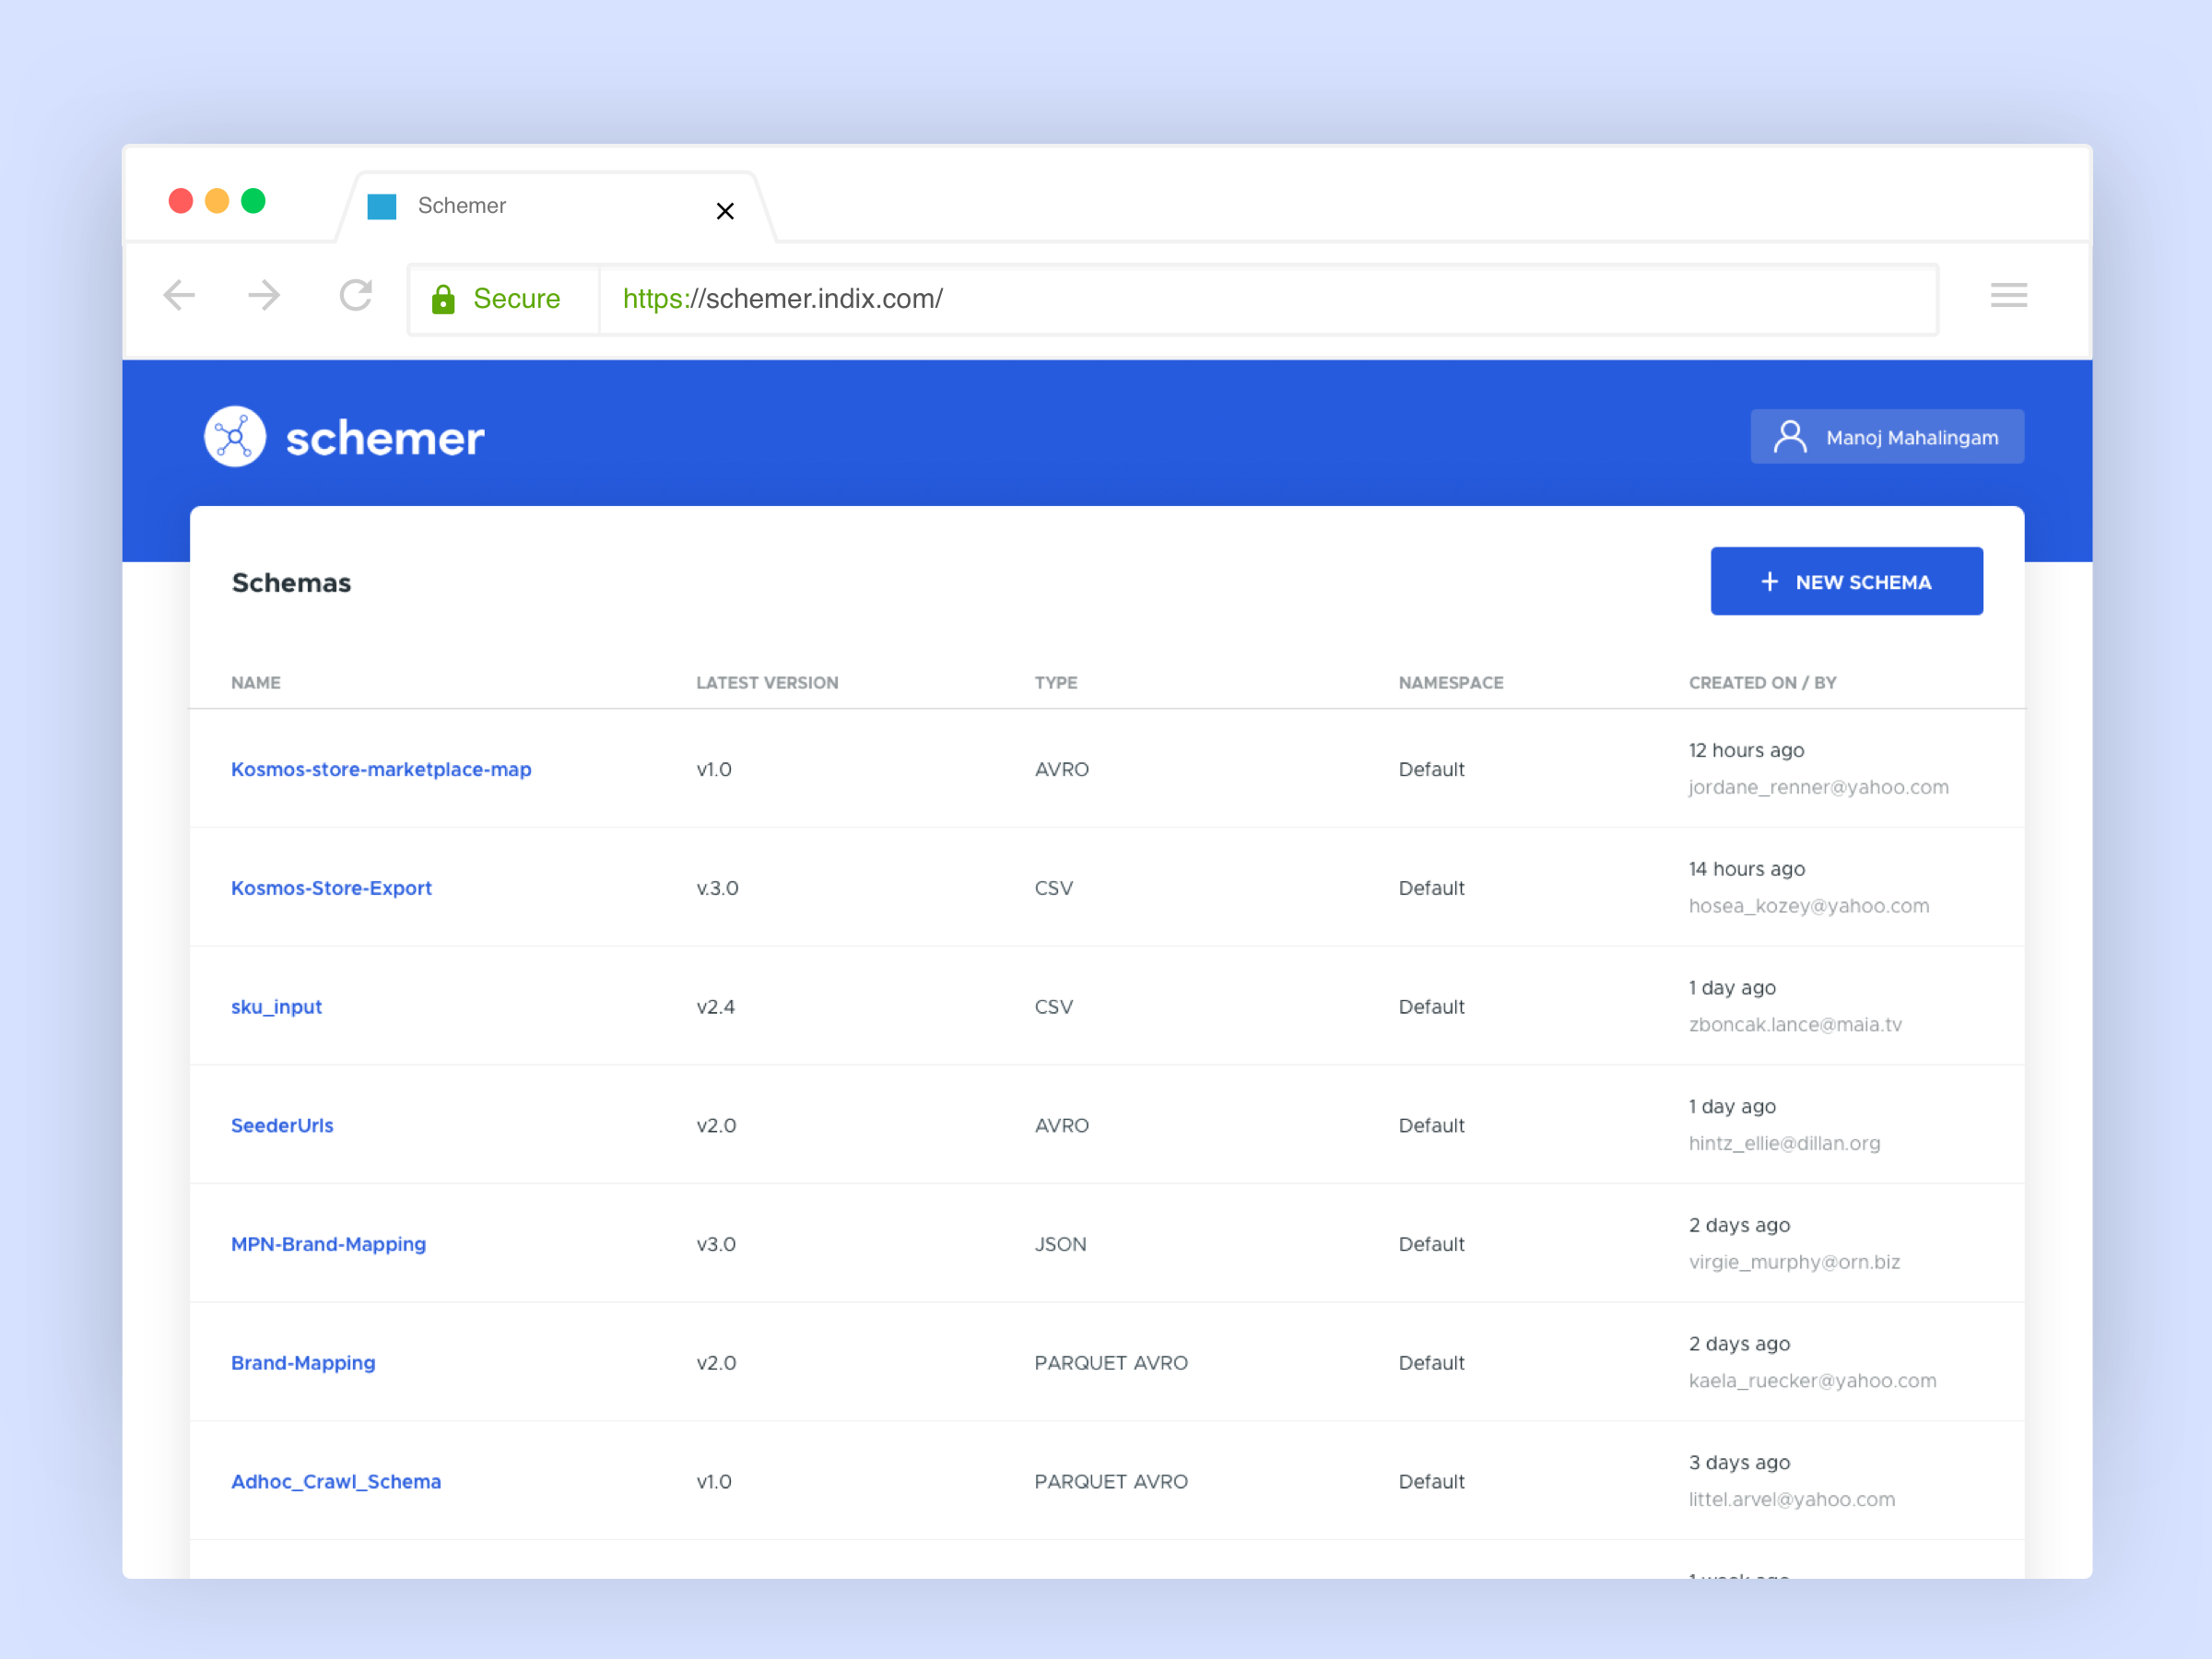 Schemer
Secure https://schemer.indix.com/
schemer
Manoj Mahalingam
Schemas
+ NEW SCHEMA
NAME LATEST VERSION TYPE NAMESPACE CREATED ON / BY
Kosmos-store-marketplace-map v1.0 AVRO Default 12 hours ago
jordane_renner@yahoo.com
Kosmos-Store-Export v.3.0 CSV Default 14 hours ago
hosea_kozey@yahoo.com
sku_input v2.4 CSV Default 1 day ago
zboncak.lance@maia.tv
SeederUrls v2.0 AVRO Default 1 day ago
hintz_ellie@dillan.org
MPN-Brand-Mapping v3.0 JSON Default 2 days ago
virgie_murphy@orn.biz
Brand-Mapping v2.0 PARQUET AVRO Default 2 days ago
kaela_ruecker@yahoo.com
Adhoc_Crawl_Schema v1.0 PARQUET AVRO Default 3 days ago
littel.arvel@yahoo.com